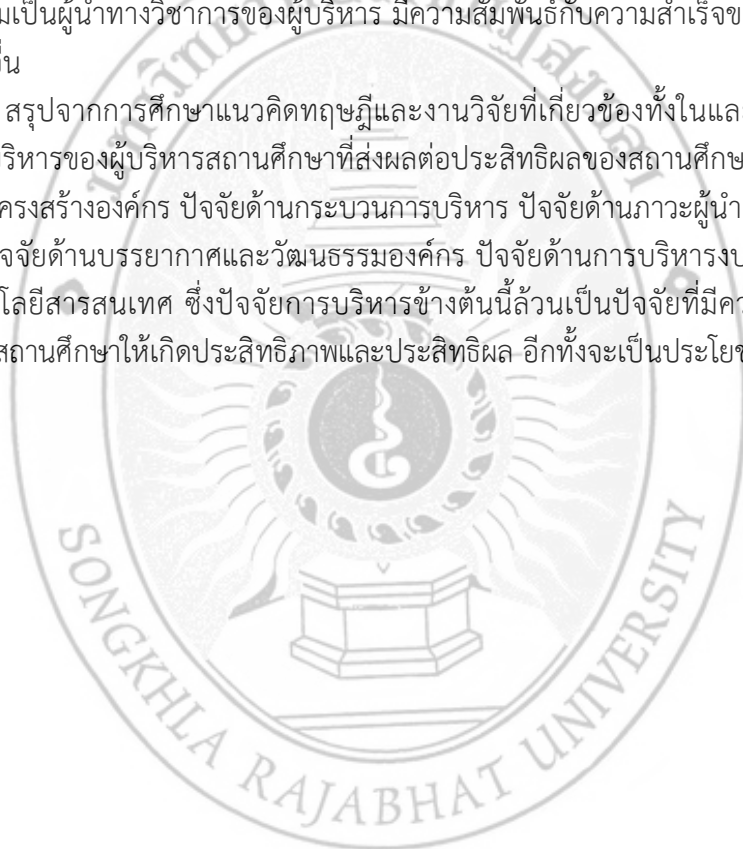 มเป็นผู้นำทางวิชาการของผู้บริหาร มีความสัมพันธ์กับความสำเร็จข
ื่น
สรุปจากการศึกษาแนวคิดทฤษฎีและงานวิจัยที่เกี่ยวข้องทั้งในและ
บริหารของผู้บริหารสถานศึกษาที่ส่งผลต่อประสิทธิผลของสถานศึกษ
ครงสร้างองค์กร ปัจจัยด้านกระบวนการบริหาร ปัจจัยด้านภาวะผู้นำ
จจัยด้านบรรยากาศและวัฒนธรรมองค์กร ปัจจัยด้านการบริหารงบ
โลยีสารสนเทศ ซึ่งปัจจัยการบริหารข้างต้นนี้ล้วนเป็นปัจจัยที่มีคว
สถานศึกษาให้เกิดประสิทธิภาพและประสิทธิผล อีกทั้งจะเป็นประโยช
SONGKHLA RAJABHAT UNIVERSITY